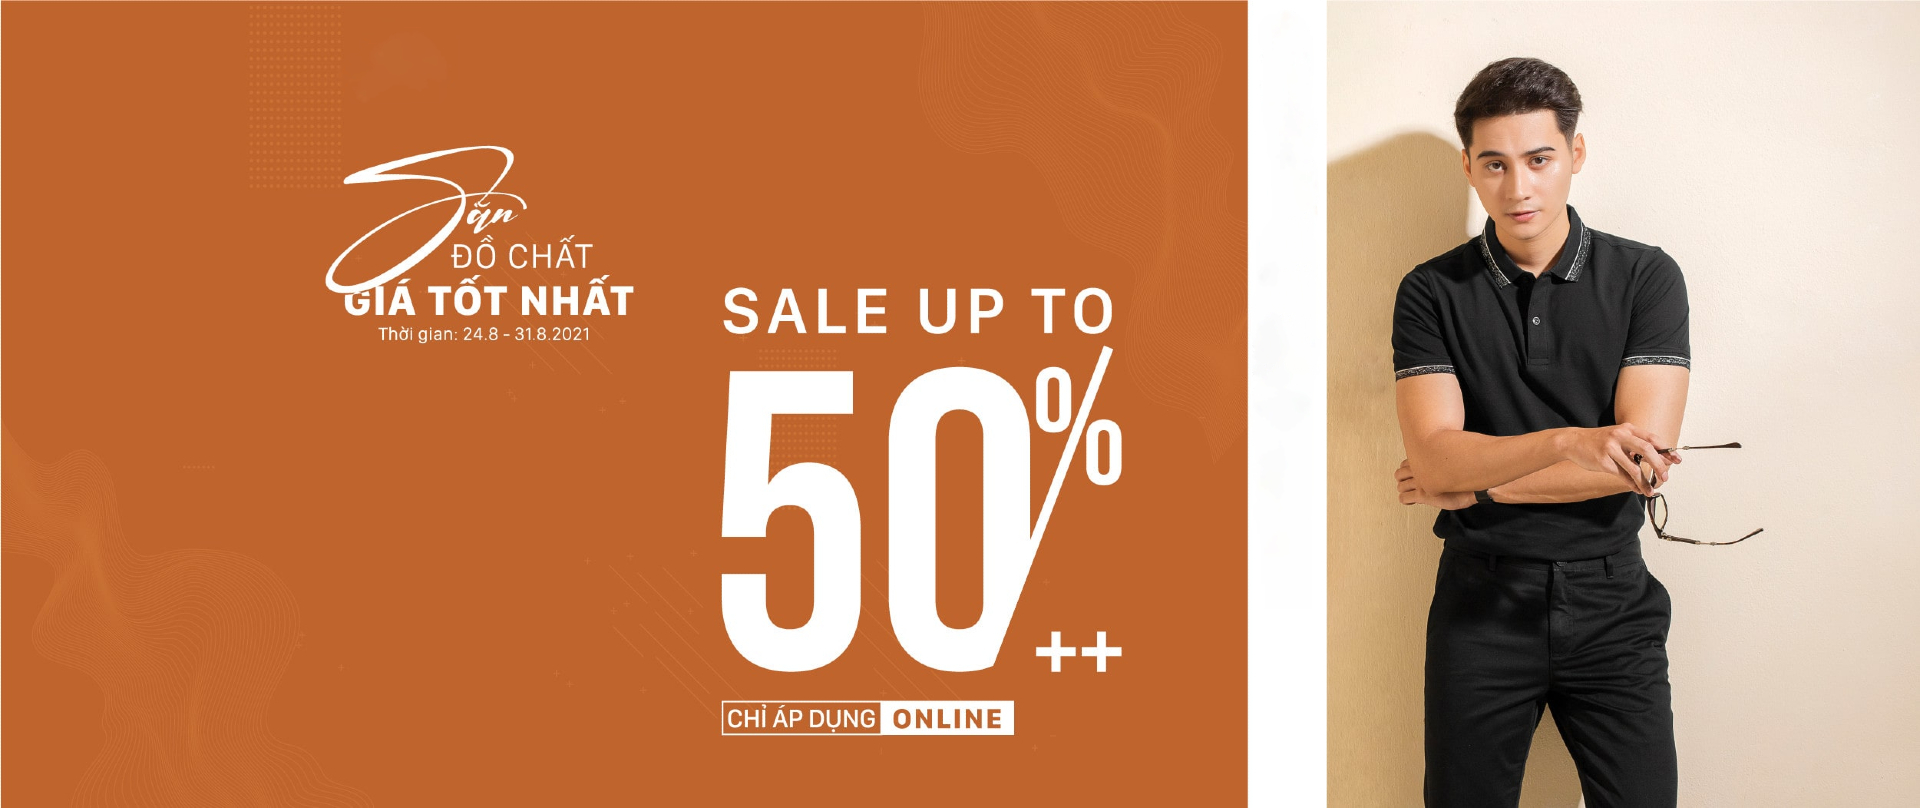 Săn
ĐỒ CHẤT
GIÁ TỐT NHẤT
Thời gian: 24.8 - 31.8.2021
SALE UP TO
50%
++
CHỈ ÁP DỤNG ONLINE